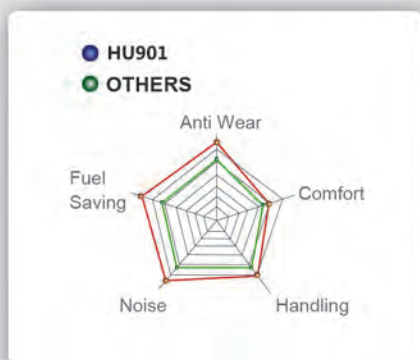 HU901
OTHERS
Anti Wear
Fuel
Saving
Comfort
Noise
Handling